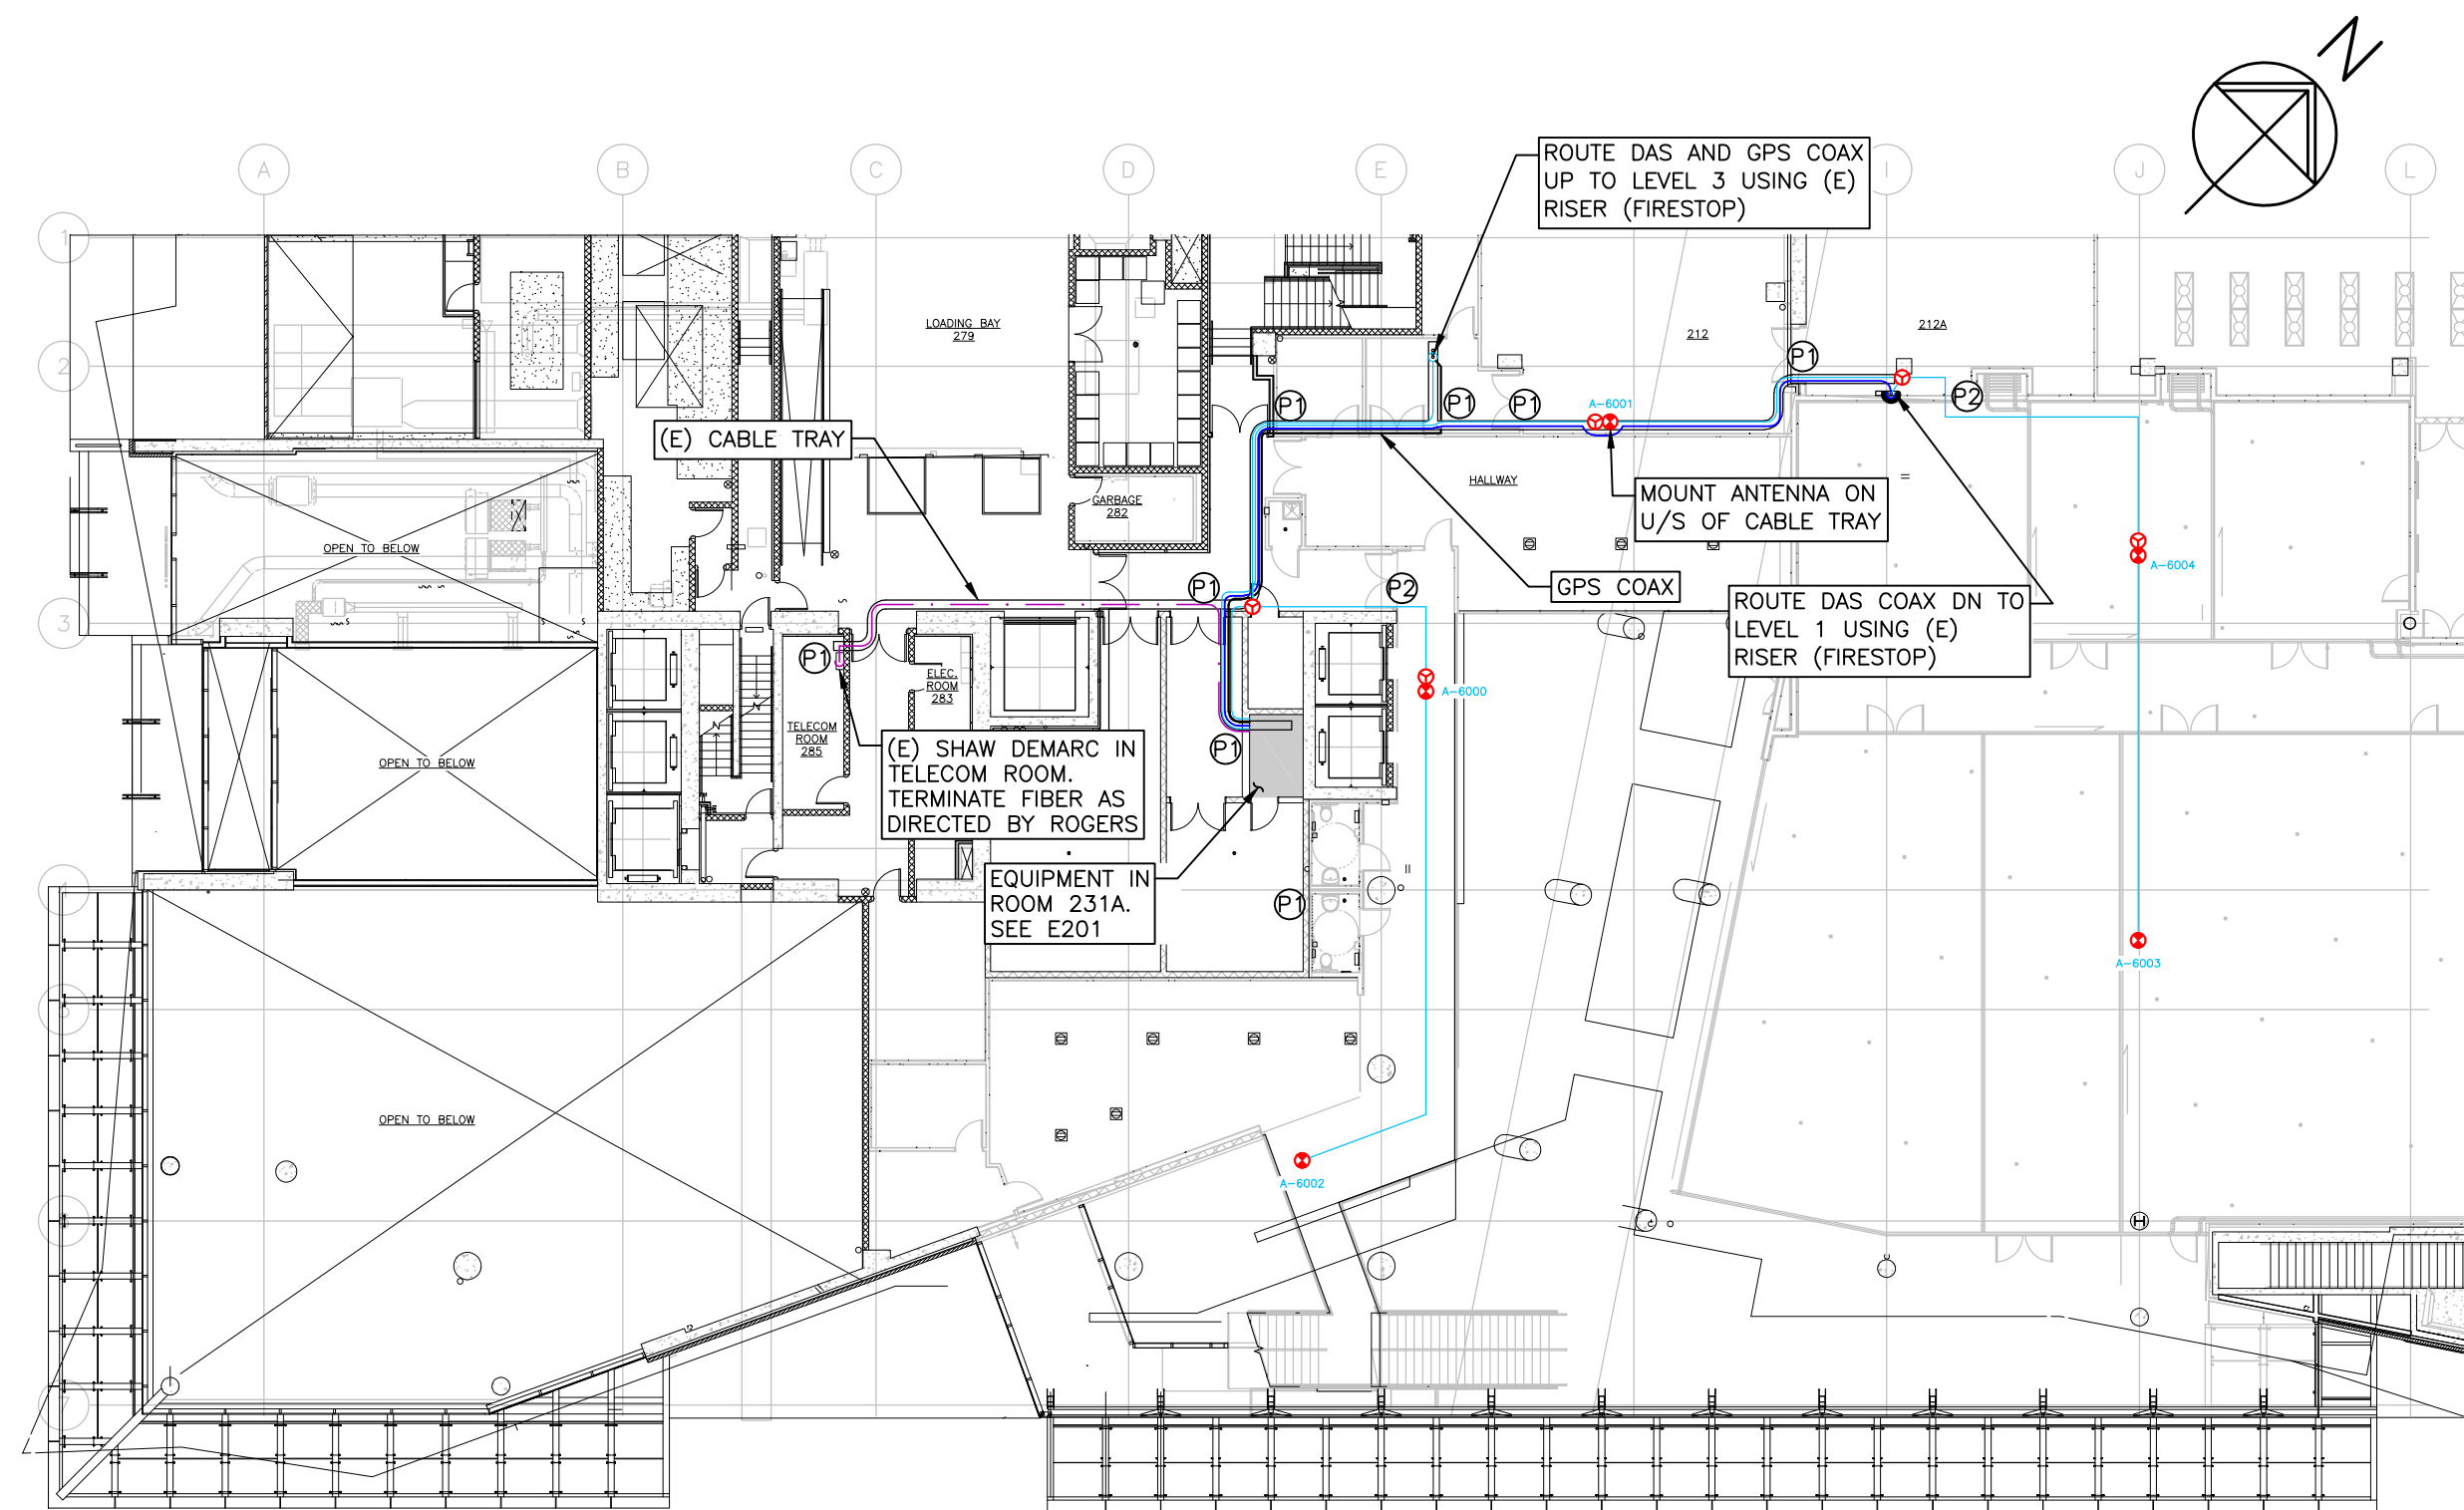 N
ROUTE DAS AND GPS COAX
UP TO LEVEL 3 USING (E)
RISER (FIRESTOP)
A
B
C
D
E
I
J
L
1
2
LOADING BAY
279
212
212A
P1
P1
P1
P1
P2
A-6001
(E) CABLE TRAY
HALLWAY
MOUNT ANTENNA ON
U/S OF CABLE TRAY
GARBAGE
282
OPEN TO BELOW
A-6004
GPS COAX
P1
P2
ROUTE DAS COAX DN TO
LEVEL 1 USING (E)
RISER (FIRESTOP)
3
P1
ELEC.
ROOM
283
A-6000
TELECOM
ROOM
285
P1
(E) SHAW DEMARC IN
TELECOM ROOM.
TERMINATE FIBER AS
DIRECTED BY ROGERS
OPEN TO BELOW
EQUIPMENT IN
ROOM 231A.
SEE E201
P1
A-6003
OPEN TO BELOW
A-6002
H